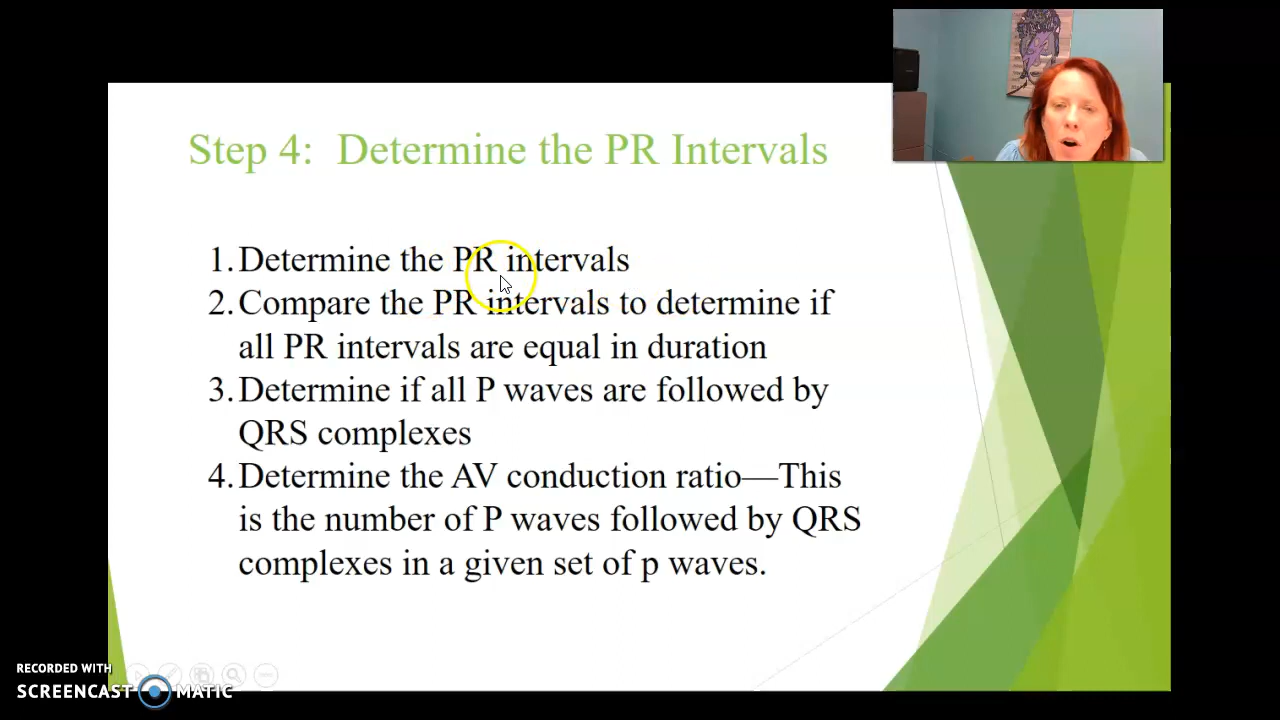 Step 4: Determine the PR Intervals
1. Determine the PR intervals
2. Compare the PR intervals to determine if
all PR intervals are equal in duration
3. Determine if all P waves are followed by
QRS complexes
4. Determine the AV conduction ratio—This
is the number of P waves followed by QRS
complexes in a given set of p waves.
RECORDED WITH
SCREENCAST MATIC